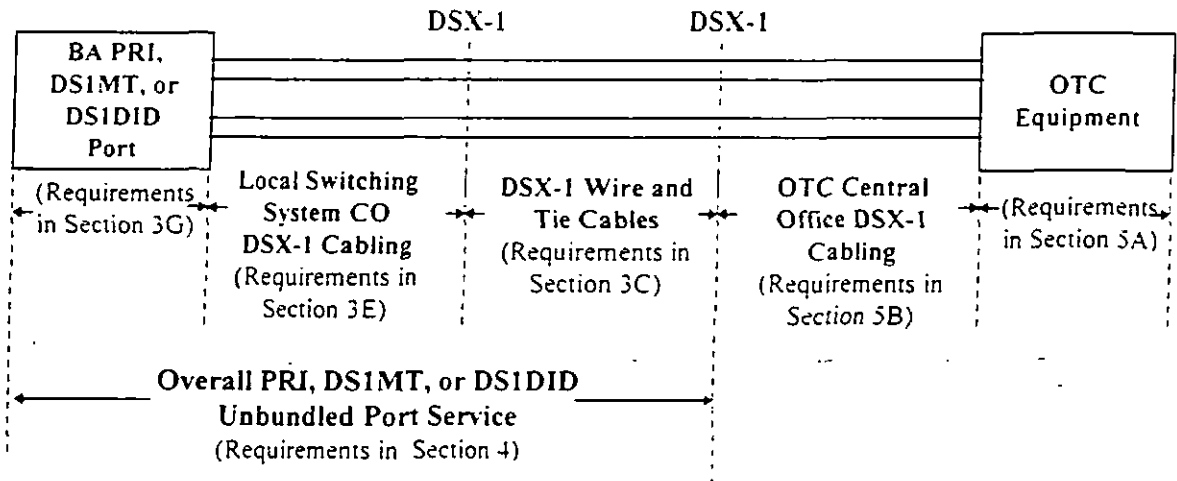 DSX-1
DSX-1
BA PRI,
DS1MT, or
DS1DID
Port
OTC
Equipment
(Requirements
in Section 3G)
Local Switching
System CO
DSX-1 Cabling
(Requirements in
Section 3E)
DSX-1 Wire and
Tie Cables
(Requirements in
Section 3C)
OTC Central
Office DSX-1
Cabling
(Requirements in
Section 5B)
(Requirements
in Section 5A)
Overall PRI, DS1MT, or DS1DID
Unbundled Port Service
(Requirements in Section 4)